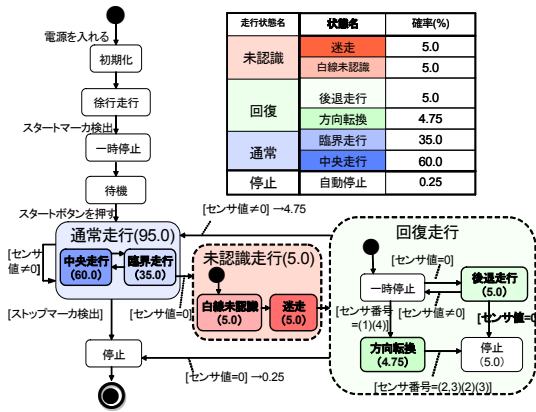 走行状態名 状態名 確率(%)
未認識 迷走 5.0
白線未認識 5.0
回復 後退走行 5.0
方向転換 4.75
通常 臨界走行 35.0
中央走行 60.0
停止 自動停止 0.25
電源を入れる
初期化
徐行走行
スタートマーカ検出
一時停止
待機
スタートボタンを押す
[センサ値≠0] →4.75
通常走行(95.0)
[センサ
値≠0]
中央走行
(60.0)
臨界走行
(35.0)
[ストップマーカ検出]
[センサ値=0]
未認識走行(5.0)
白線未認識
(5.0)
迷走
(5.0)
回復走行
[センサ値=0]
一時停止
後退走行
(5.0)
[センサ値≠0]
[センサ番号
=(1)(4)]
[センサ値=0]
方向転換
(4.75)
停止
(5.0)
[センサ番号=(2,3)(2)(3)]
停止
[センサ値=0] →0.25